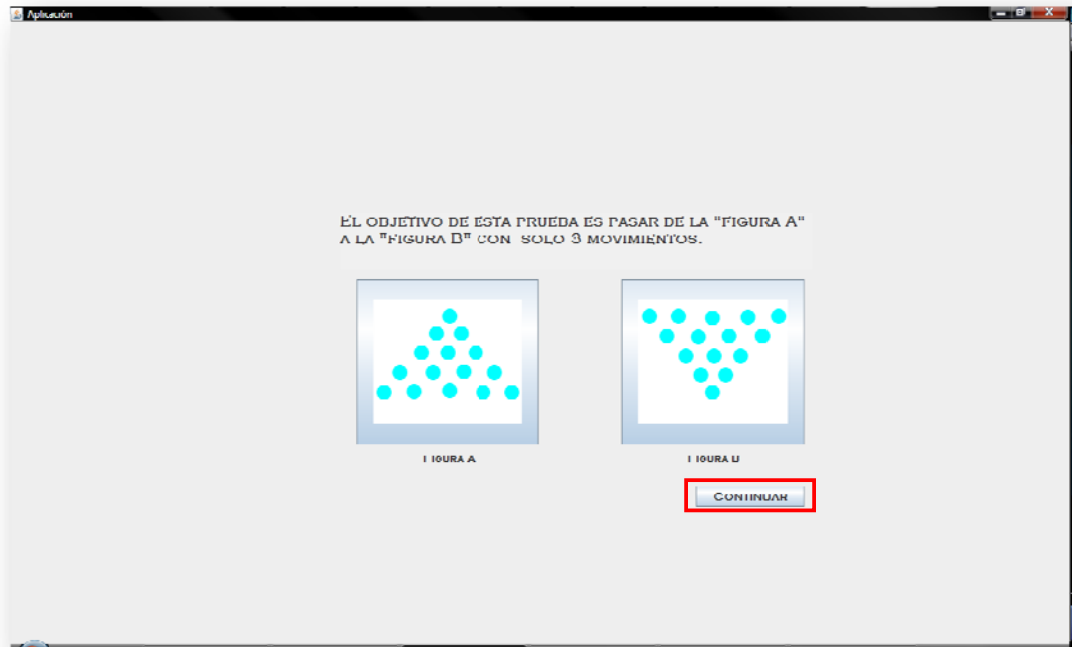 Aplicación
EL OBJETIVO DE ESTA PRUEBA ES PASAR DE LA "FIGURA A"
A LA "FIGURA B" CON SOLO 3 MOVIMIENTOS.
FIGURA A
FIGURA B
CONTINUAR